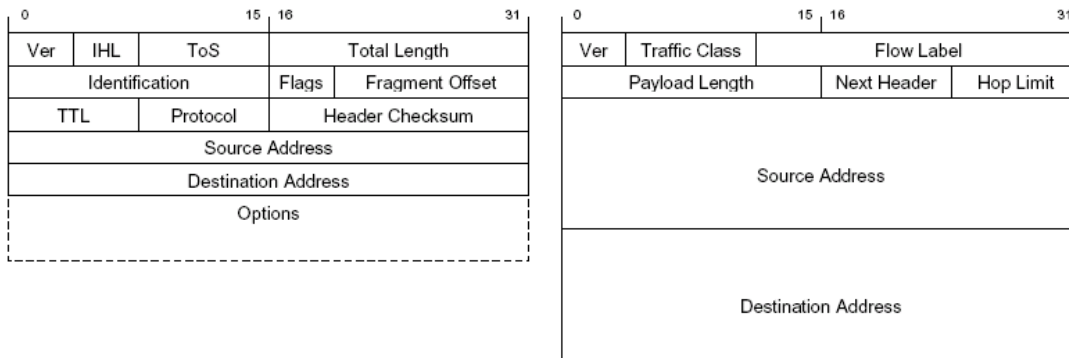 0 15 16 31
Ver IHL ToS Total Length
Identification Flags Fragment Offset
TTL Protocol Header Checksum
Source Address
Destination Address
Options
0 15 16 31
Ver Traffic Class Flow Label
Payload Length Next Header Hop Limit
Source Address
Destination Address